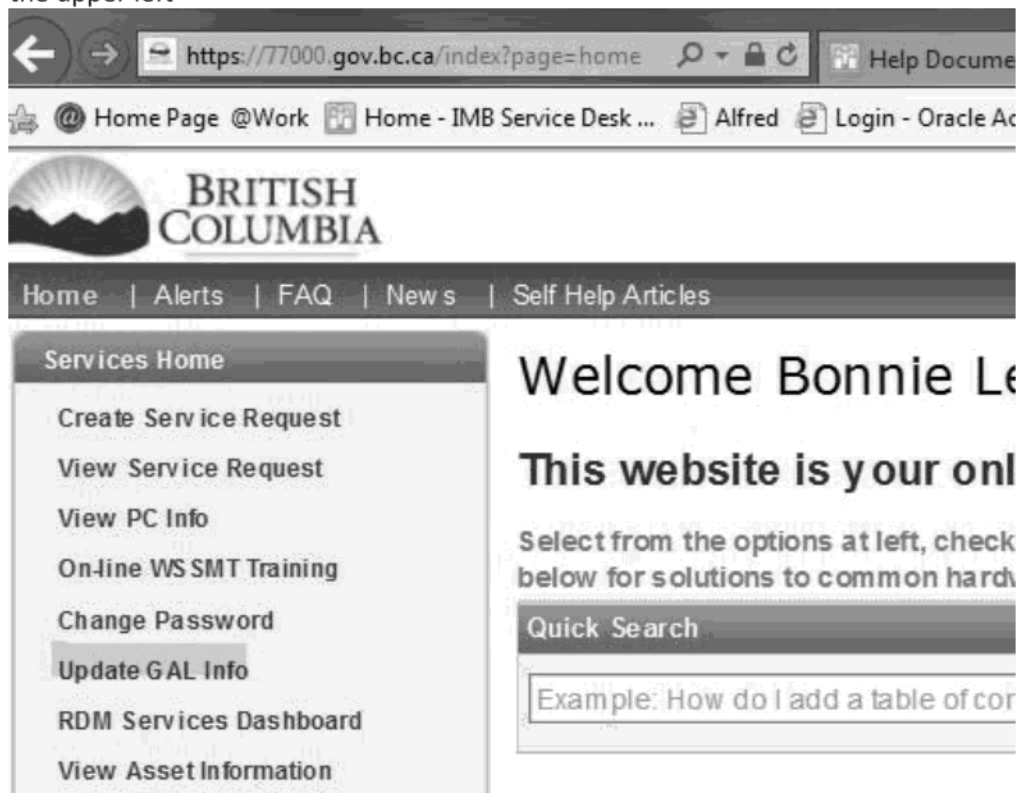 the upper left
https://77000.gov.bc.ca/index?page=home Help Docume
Home Page @Work Home - IMB Service Desk ... Alfred Login - Oracle Ac
BRITISH
COLUMBIA
Home | Alerts | FAQ | News | Self Help Articles
Services Home
Create Service Request
View Service Request
View PC Info
On-line WSSMT Training
Change Password
Update GAL Info
RDM Services Dashboard
View Asset Information
Welcome Bonnie Le
This website is your onl
Select from the options at left, check
below for solutions to common hardw
Quick Search
Example: How do I add a table of con